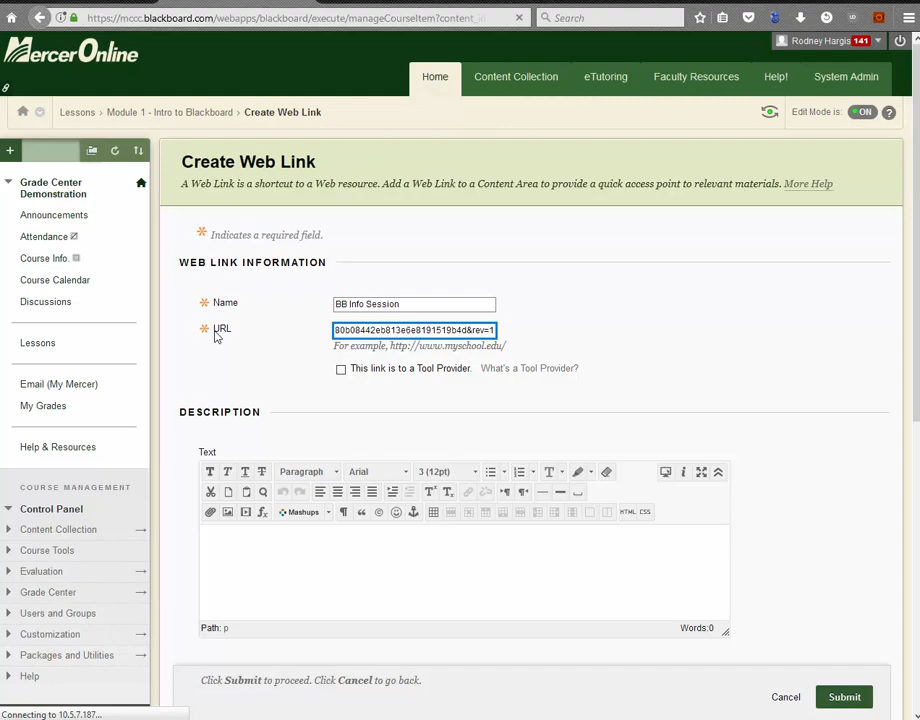 https://mccc.blackboard.com/webapps/blackboard/execute/manageCourseItem?content_i
Search
MercerOnline
Rodney Hargis 141
Home
Content Collection
eTutoring
Faculty Resources
Help!
System Admin
Lessons > Module 1 - Intro to Blackboard > Create Web Link
Edit Mode is: ON ?
Grade Center
Demonstration
Announcements
Attendance
Course Info.
Course Calendar
Discussions
Lessons
Email (My Mercer)
My Grades
Help & Resources
COURSE MANAGEMENT
Control Panel
Content Collection
Course Tools
Evaluation
Grade Center
Users and Groups
Customization
Packages and Utilities
Help
Connecting to 10.5.7.187...
Create Web Link
A Web Link is a shortcut to a Web resource. Add a Web Link to a Content Area to provide a quick access point to relevant materials. More Help
Indicates a required field.
WEB LINK INFORMATION
Name
BB Info Session
URL
80b08442eb813e6e8191519b4d&rev=1
For example, http://www.myschool.edu/
This link is to a Tool Provider. What's a Tool Provider?
DESCRIPTION
Text
T T T T Paragraph Arial 3 (12pt) T
Mashups HTML CSS
Path: p
Words:0
Click Submit to proceed. Click Cancel to go back.
Cancel
Submit